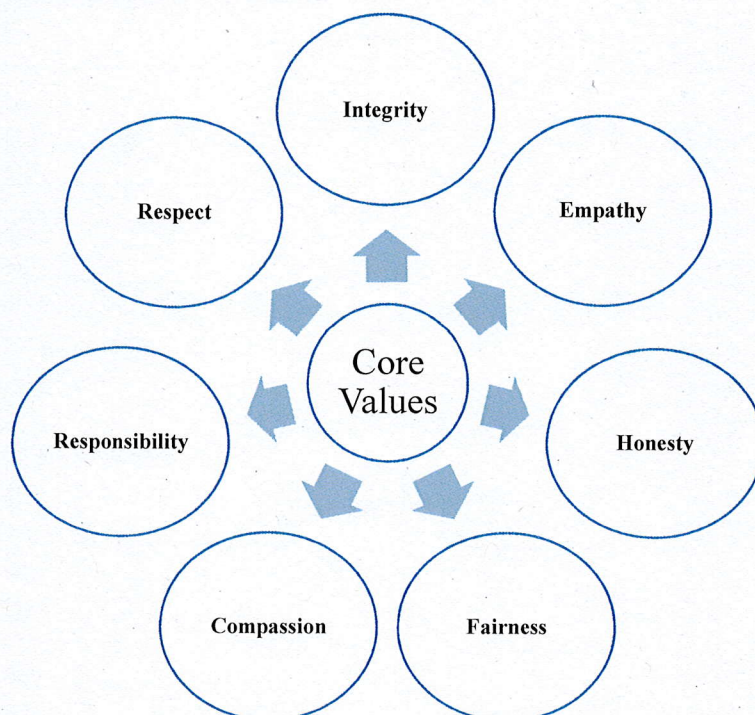 Integrity
Empathy
Honesty
Fairness
Compassion
Responsibility
Respect
Core
Values